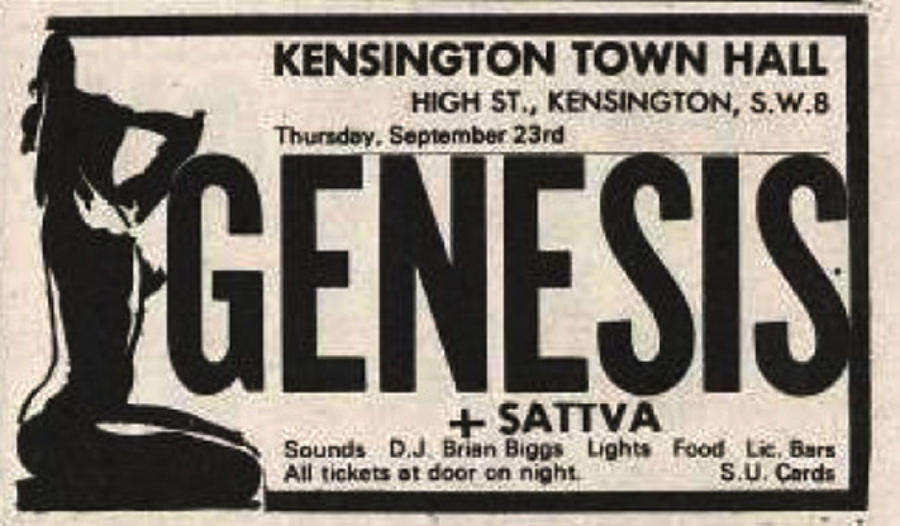 KENSINGTON TOWN HALL
HIGH ST., KENSINGTON, S.W.8
Thursday, September 23rd
GENESIS
+ SATTVA
Sounds D.J. Brian Biggs Lights Food Lic. Bars
All tickets at door on night. S.U. Cards